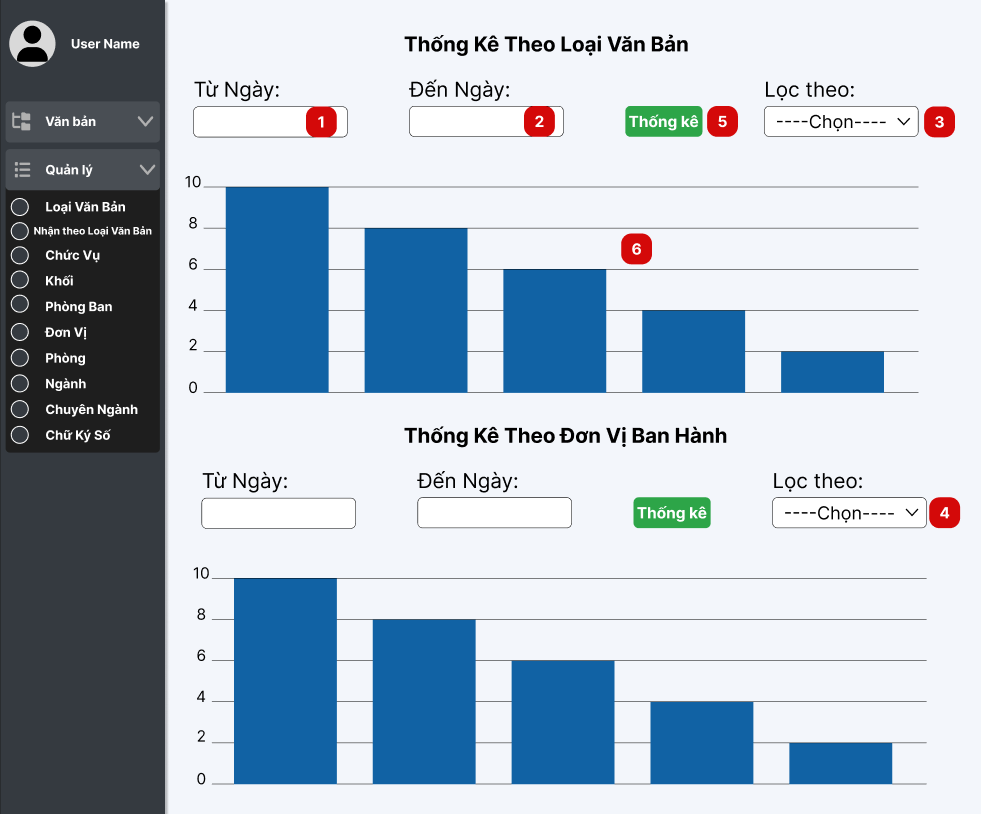 User Name
Văn bản
Quản lý
Loại Văn Bản
Nhận theo Loại Văn Bản
Chức Vụ
Khối
Phòng Ban
Đơn Vị
Phòng
Ngành
Chuyên Ngành
Chữ Ký Số
Thống Kê Theo Loại Văn Bản
Từ Ngày: Đến Ngày: Lọc theo:
1 2 Thống kê 5 ----Chọn---- 3
10
8
6
6
4
2
0
Thống Kê Theo Đơn Vị Ban Hành
Từ Ngày: Đến Ngày: Lọc theo:
Thống kê ----Chọn---- 4
10
8
6
4
2
0